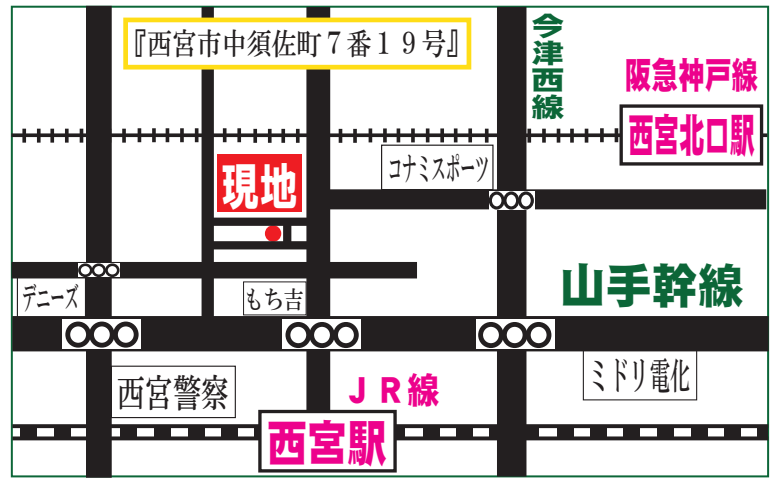 『西宮市中須佐町７番１９号』
今津西線
阪急神戸線
西宮北口駅
コナミスポーツ
現地
デニーズ
もち吉
山手幹線
西宮警察
ＪＲ線
ミドリ電化
西宮駅